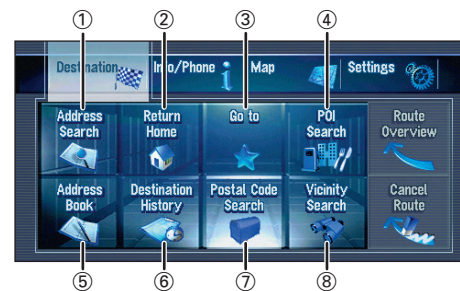 ① ② ③ ④
Destination Info/Phone Map Settings
Address Search
Return Home
Go to
POI Search
Route Overview
Address Book
Destination History
Postal Code Search
Vicinity Search
Cancel Route
⑤ ⑥ ⑦ ⑧